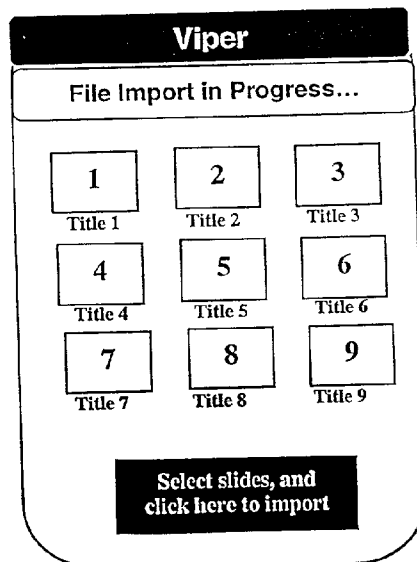 Viper
File Import in Progress...
1 2 3
Title 1 Title 2 Title 3
4 5 6
Title 4 Title 5 Title 6
7 8 9
Title 7 Title 8 Title 9
Select slides, and
click here to import